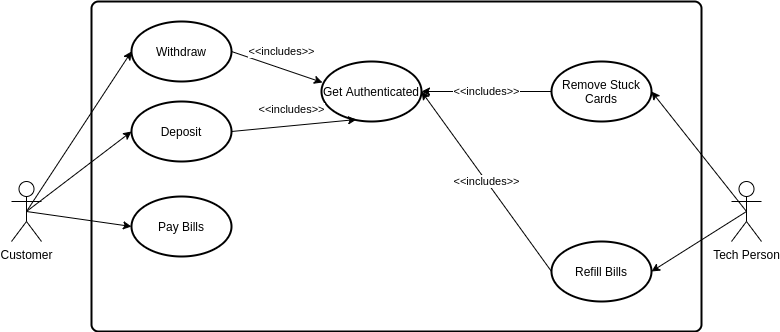 Withdraw
<<includes>>
Get Authenticated
<<includes>>
Remove Stuck
Cards
<<includes>>
Deposit
<<includes>>
Pay Bills
Customer
Tech Person
Refill Bills